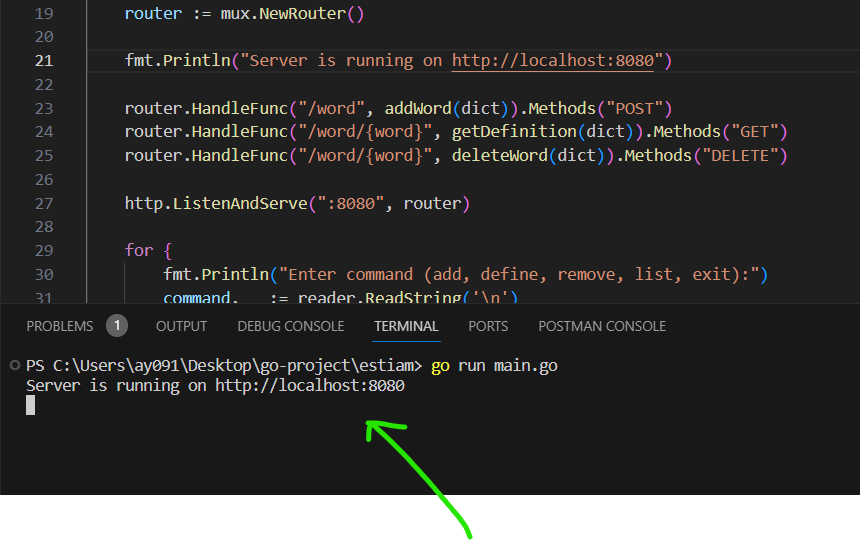 19 router := mux.NewRouter()
20
21 fmt.Println("Server is running on http://localhost:8080")
22
23 router.HandleFunc("/word", addWord(dict)).Methods("POST")
24 router.HandleFunc("/word/{word}", getDefinition(dict)).Methods("GET")
25 router.HandleFunc("/word/{word}", deleteWord(dict)).Methods("DELETE")
26
27 http.ListenAndServe(":8080", router)
28
29 for {
30 fmt.Println("Enter command (add, define, remove, list, exit):")
31 command, _ := reader.ReadString('\n')
PROBLEMS 1 OUTPUT DEBUG CONSOLE TERMINAL PORTS POSTMAN CONSOLE
PS C:\Users\ay091\Desktop\go-project\estiam> go run main.go
Server is running on http://localhost:8080